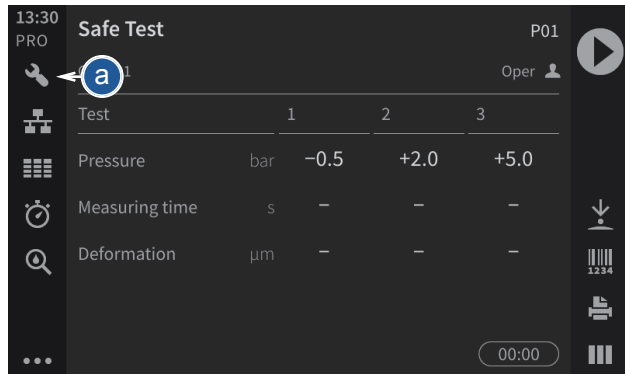 13:30
PRO
Safe Test
P01
a
1
Oper
Test 1 2 3
Pressure bar −0.5 +2.0 +5.0
Measuring time s – – –
Deformation µm – – –
1234
00:00